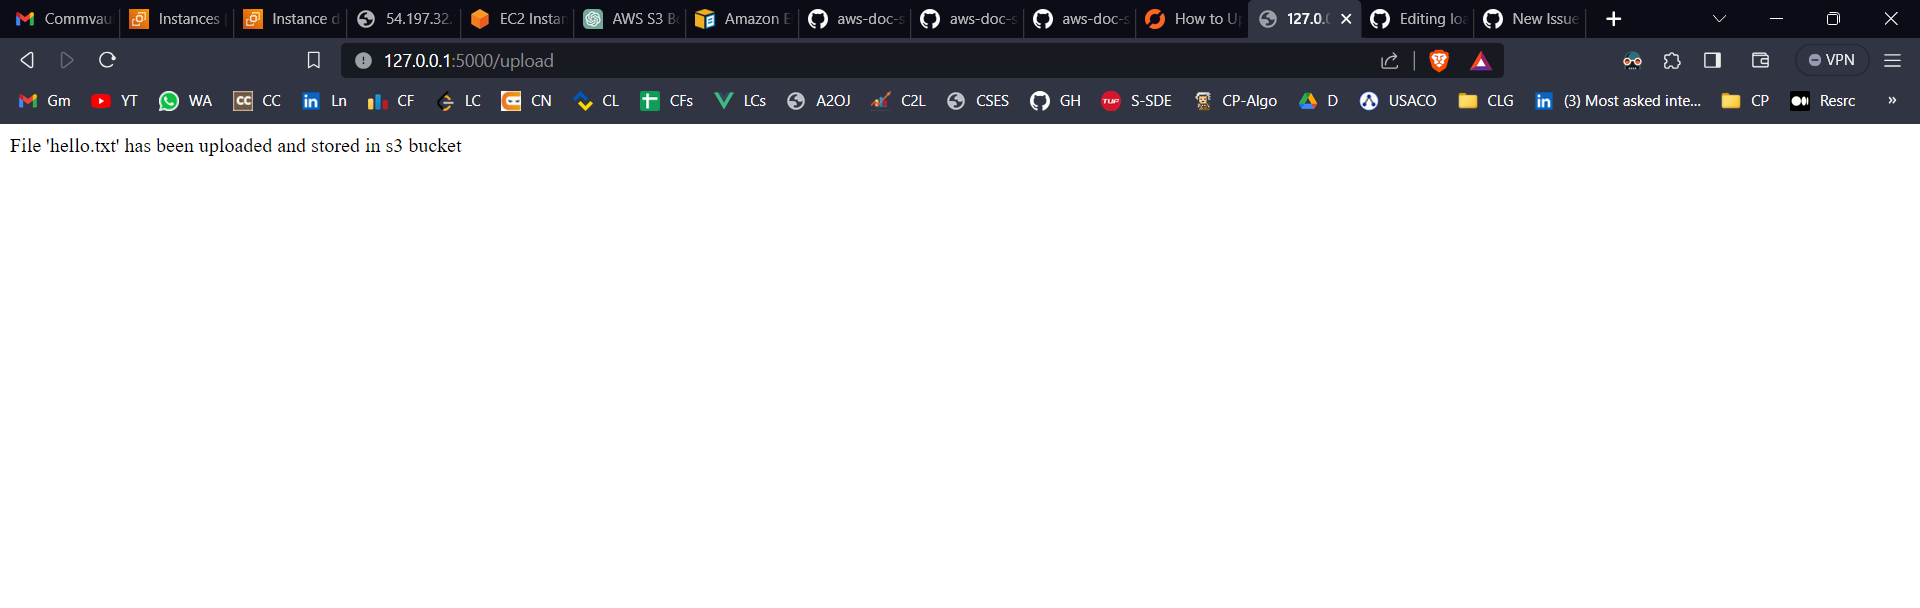 Commvau Instances Instance d 54.197.32. EC2 Instan AWS S3 B Amazon E aws-doc-s aws-doc-s aws-doc-s How to Up 127.0. Editing loa New Issue
127.0.0.1:5000/upload VPN
Gm YT WA CC Ln CF LC CN CL CFs LCs A2OJ C2L CSES GH S-SDE CP-Algo D USACO CLG (3) Most asked inte... CP Resrc »
File 'hello.txt' has been uploaded and stored in s3 bucket